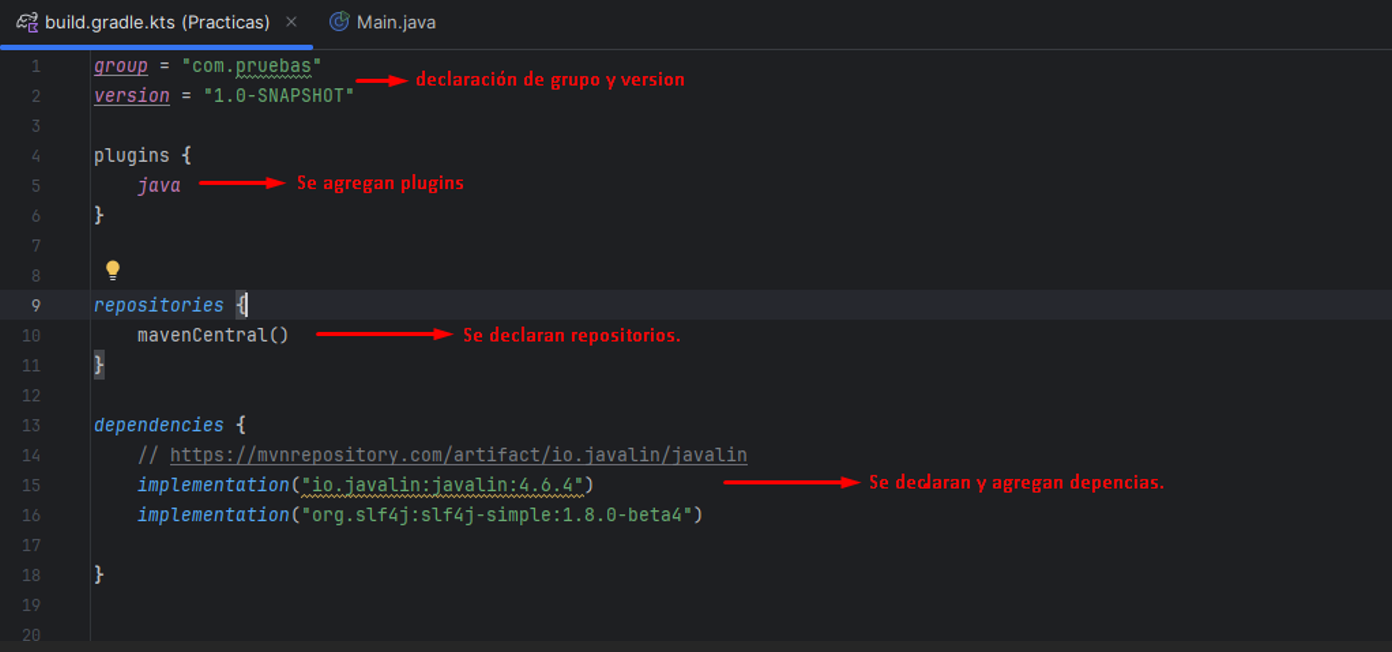 build.gradle.kts (Practicas) × Main.java
1 group = "com.pruebas"
declaración de grupo y version
2 version = "1.0-SNAPSHOT"
3
4 plugins {
5 java Se agregan plugins
6 }
7
8
9 repositories {
10 mavenCentral() Se declaran repositorios.
11 }
12
13 dependencies {
14 // https://mvnrepository.com/artifact/io.javalin/javalin
15 implementation("io.javalin:javalin:4.6.4") Se declaran y agregan depencias.
16 implementation("org.slf4j:slf4j-simple:1.8.0-beta4")
17
18 }
19
20